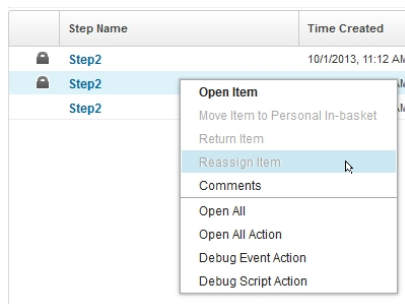 Step Name Time Created
Step2 10/1/2013, 11:12 AM
Step2
Step2
Open Item
Move Item to Personal In-basket
Return Item
Reassign Item
Comments
Open All
Open All Action
Debug Event Action
Debug Script Action